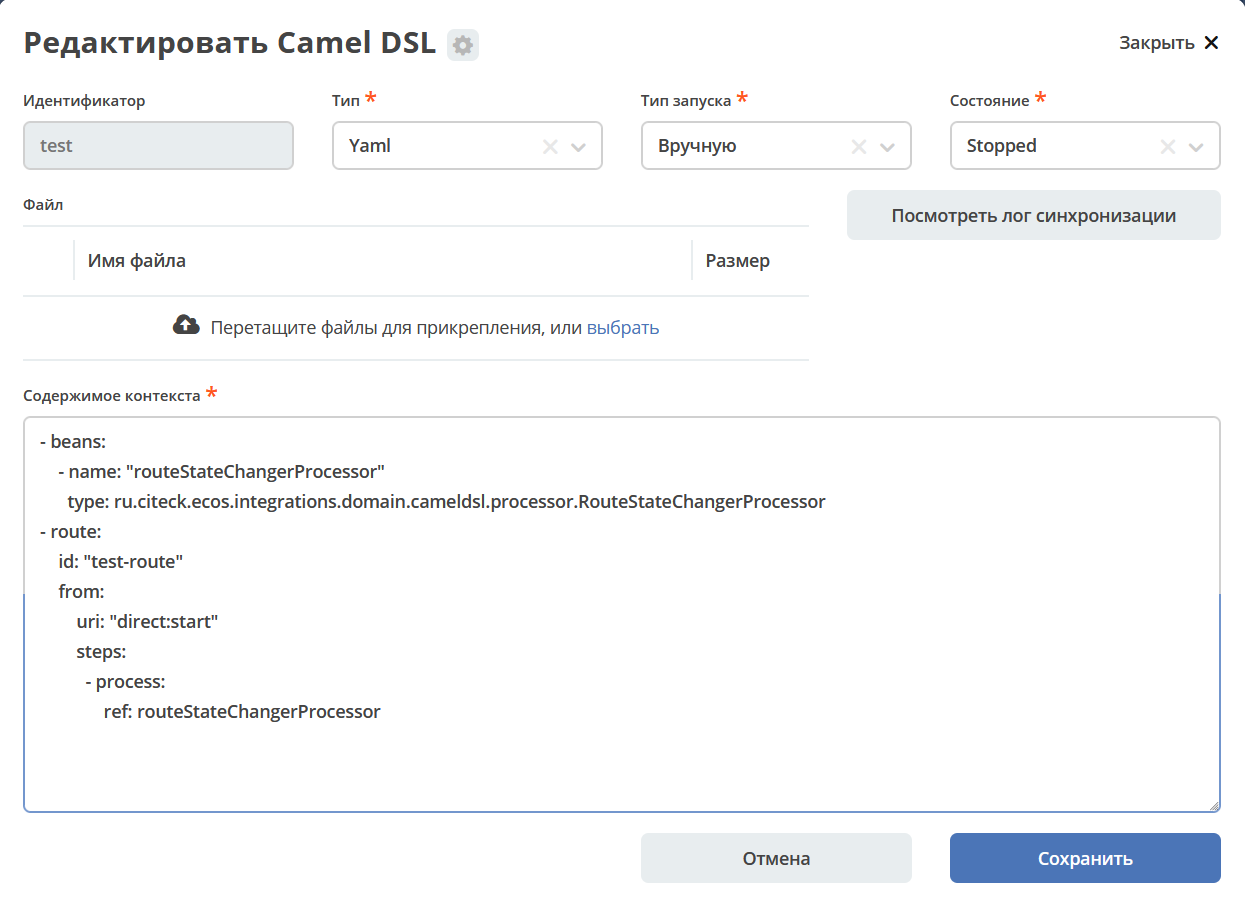 Редактировать Camel DSL
Закрыть
Идентификатор
Тип *
Тип запуска *
Состояние *
test
Yaml
Вручную
Stopped
Файл
Посмотреть лог синхронизации
Имя файла
Размер
Перетащите файлы для прикрепления, или выбрать
Содержимое контекста *
- beans:
    - name: "routeStateChangerProcessor"
      type: ru.citeck.ecos.integrations.domain.cameldsl.processor.RouteStateChangerProcessor
- route:
    id: "test-route"
    from:
        uri: "direct:start"
        steps:
          - process:
              ref: routeStateChangerProcessor
Отмена
Сохранить